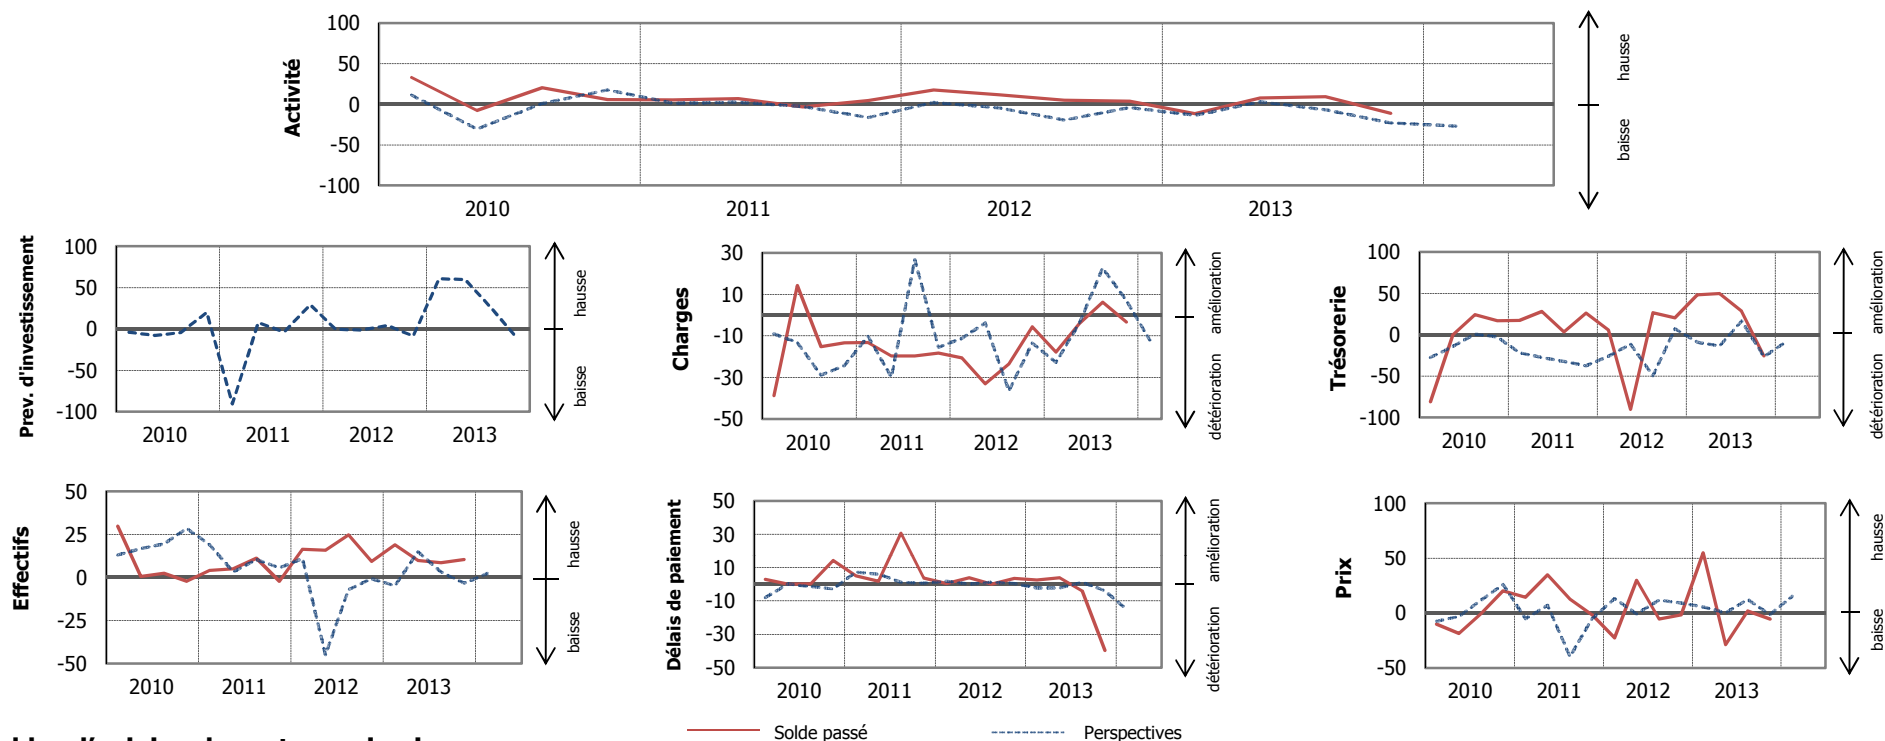 Activité
100
50
0
-50
-100
2010 2011 2012 2013
hausse
baisse
Prev. d'investissement
100
50
0
-50
-100
2010 2011 2012 2013
hausse
baisse
Charges
30
10
-10
-30
-50
2010 2011 2012 2013
amélioration
détérioration
Trésorerie
100
50
0
-50
-100
2010 2011 2012 2013
amélioration
détérioration
Effectifs
50
25
0
-25
-50
2010 2011 2012 2013
hausse
baisse
Délais de paiement
50
30
10
-10
-30
-50
2010 2011 2012 2013
amélioration
détérioration
Prix
100
50
0
-50
2010 2011 2012 2013
hausse
baisse
Solde passé Perspectives